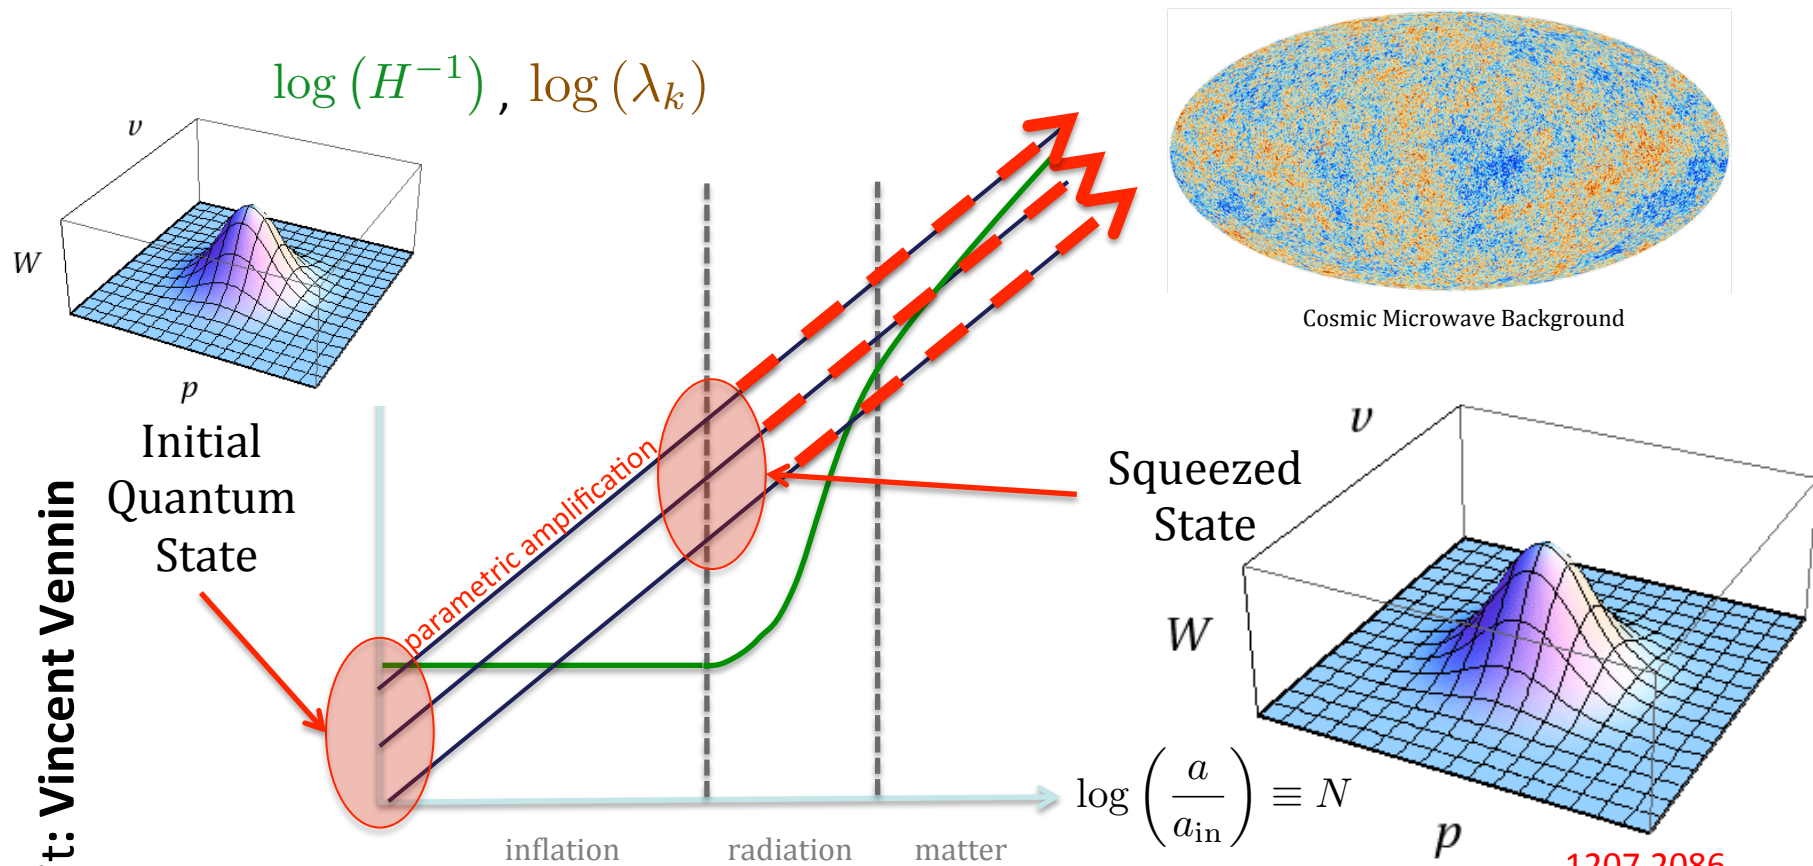 log (H⁻¹) , log (λₖ)
v
W
p
Initial
Quantum
State
parametric amplification
Cosmic Microwave Background
Squeezed
State
v
W
p
log (a/a_in) ≡ N
inflation radiation matter
t: Vincent Vennin